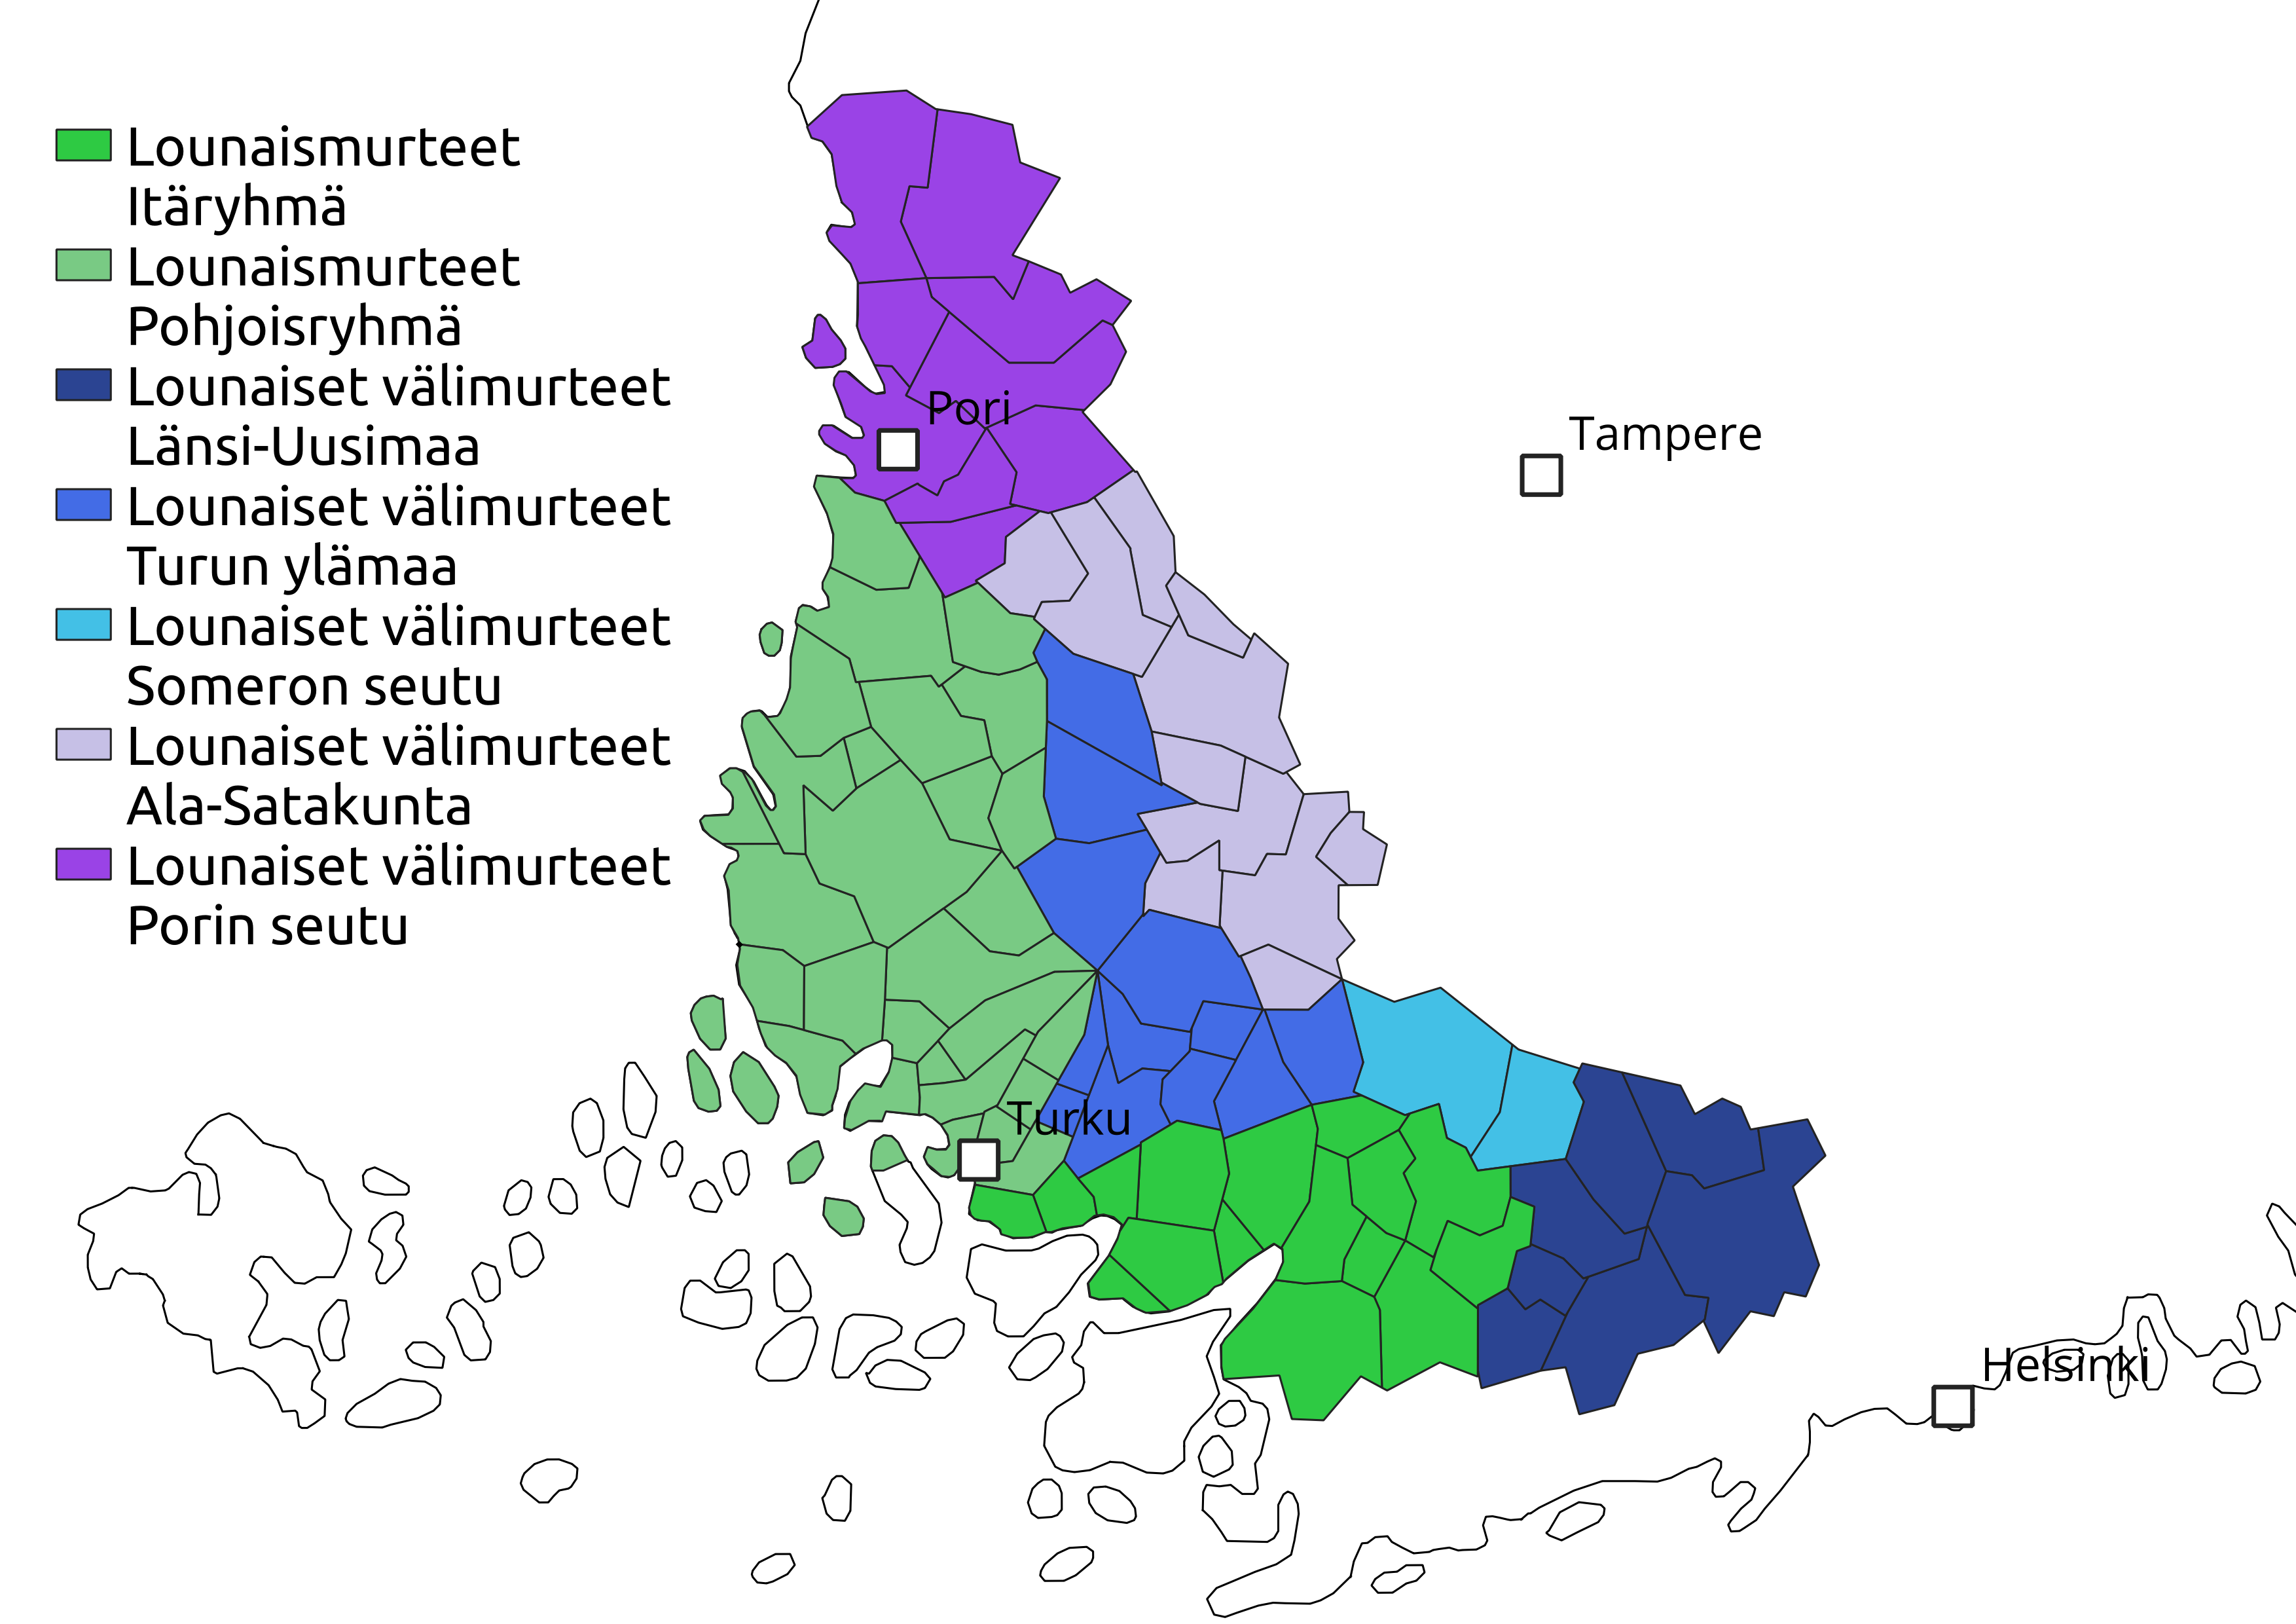 Lounaismurteet
Itäryhmä
Lounaismurteet
Pohjoisryhmä
Lounaiset välimurteet
Länsi-Uusimaa
Lounaiset välimurteet
Turun ylämaa
Lounaiset välimurteet
Someron seutu
Lounaiset välimurteet
Ala-Satakunta
Lounaiset välimurteet
Porin seutu
Pori
Tampere
Turku
Helsinki